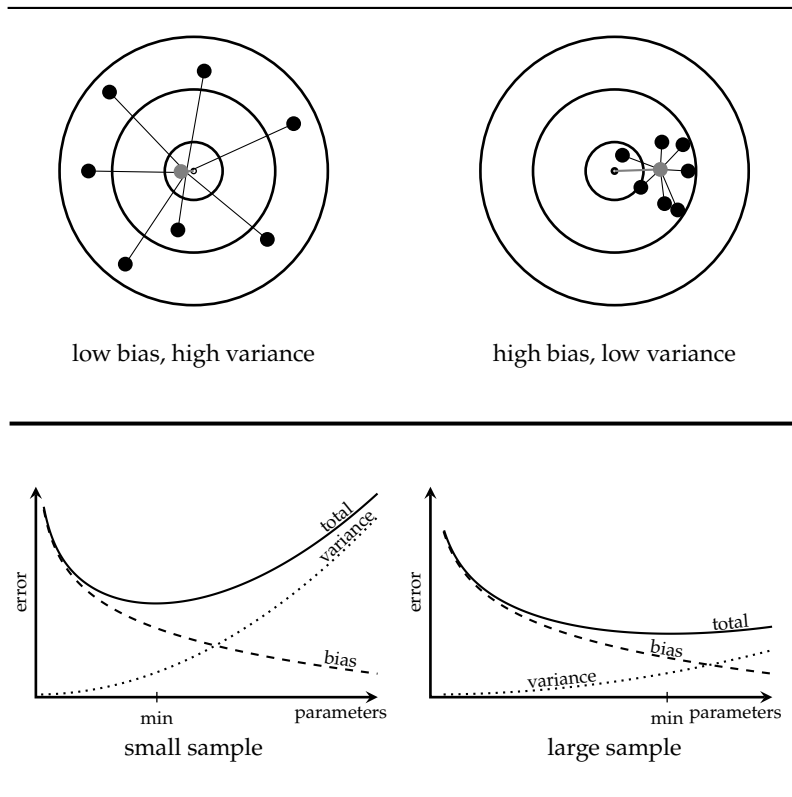 low bias, high variance
high bias, low variance
error
total
variance
bias
min
parameters
small sample
error
total
bias
variance
min
parameters
large sample